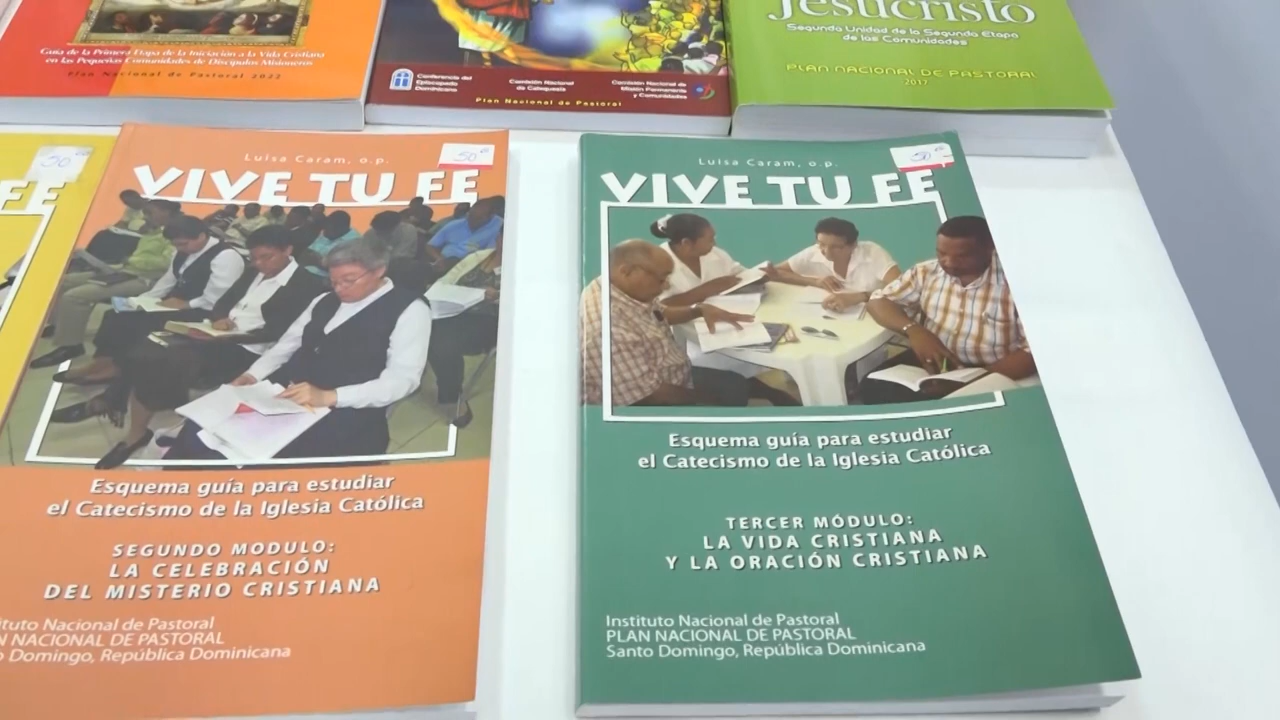 Guía de la Primera Etapa de la Iniciación a la Vida Cristiana
en las Pequeñas Comunidades de Discípulos Misioneros
Plan Nacional de Pastoral 2022
Conferencia del
Episcopado
Dominicano
Comisión Nacional
de Catequesis
Comisión Nacional de
Misión Permanente
y Comunidades
Plan Nacional de Pastoral
Jesucristo
Segunda Unidad de la Segunda Etapa
de las Comunidades
PLAN NACIONAL DE PASTORAL
2017
50
FE
Luisa Caram, o.p.
50
VIVE TU FE
Esquema guía para estudiar
el Catecismo de la Iglesia Católica
SEGUNDO MODULO:
LA CELEBRACIÓN
DEL MISTERIO CRISTIANA
tuto Nacional de Pastoral
N NACIONAL DE PASTORAL
o Domingo, República Dominicana
Luisa Caram, o.p.
50
VIVE TU FE
Esquema guía para estudiar
el Catecismo de la Iglesia Católica
TERCER MÓDULO:
LA VIDA CRISTIANA
Y LA ORACIÓN CRISTIANA
Instituto Nacional de Pastoral
PLAN NACIONAL DE PASTORAL
Santo Domingo, República Dominicana